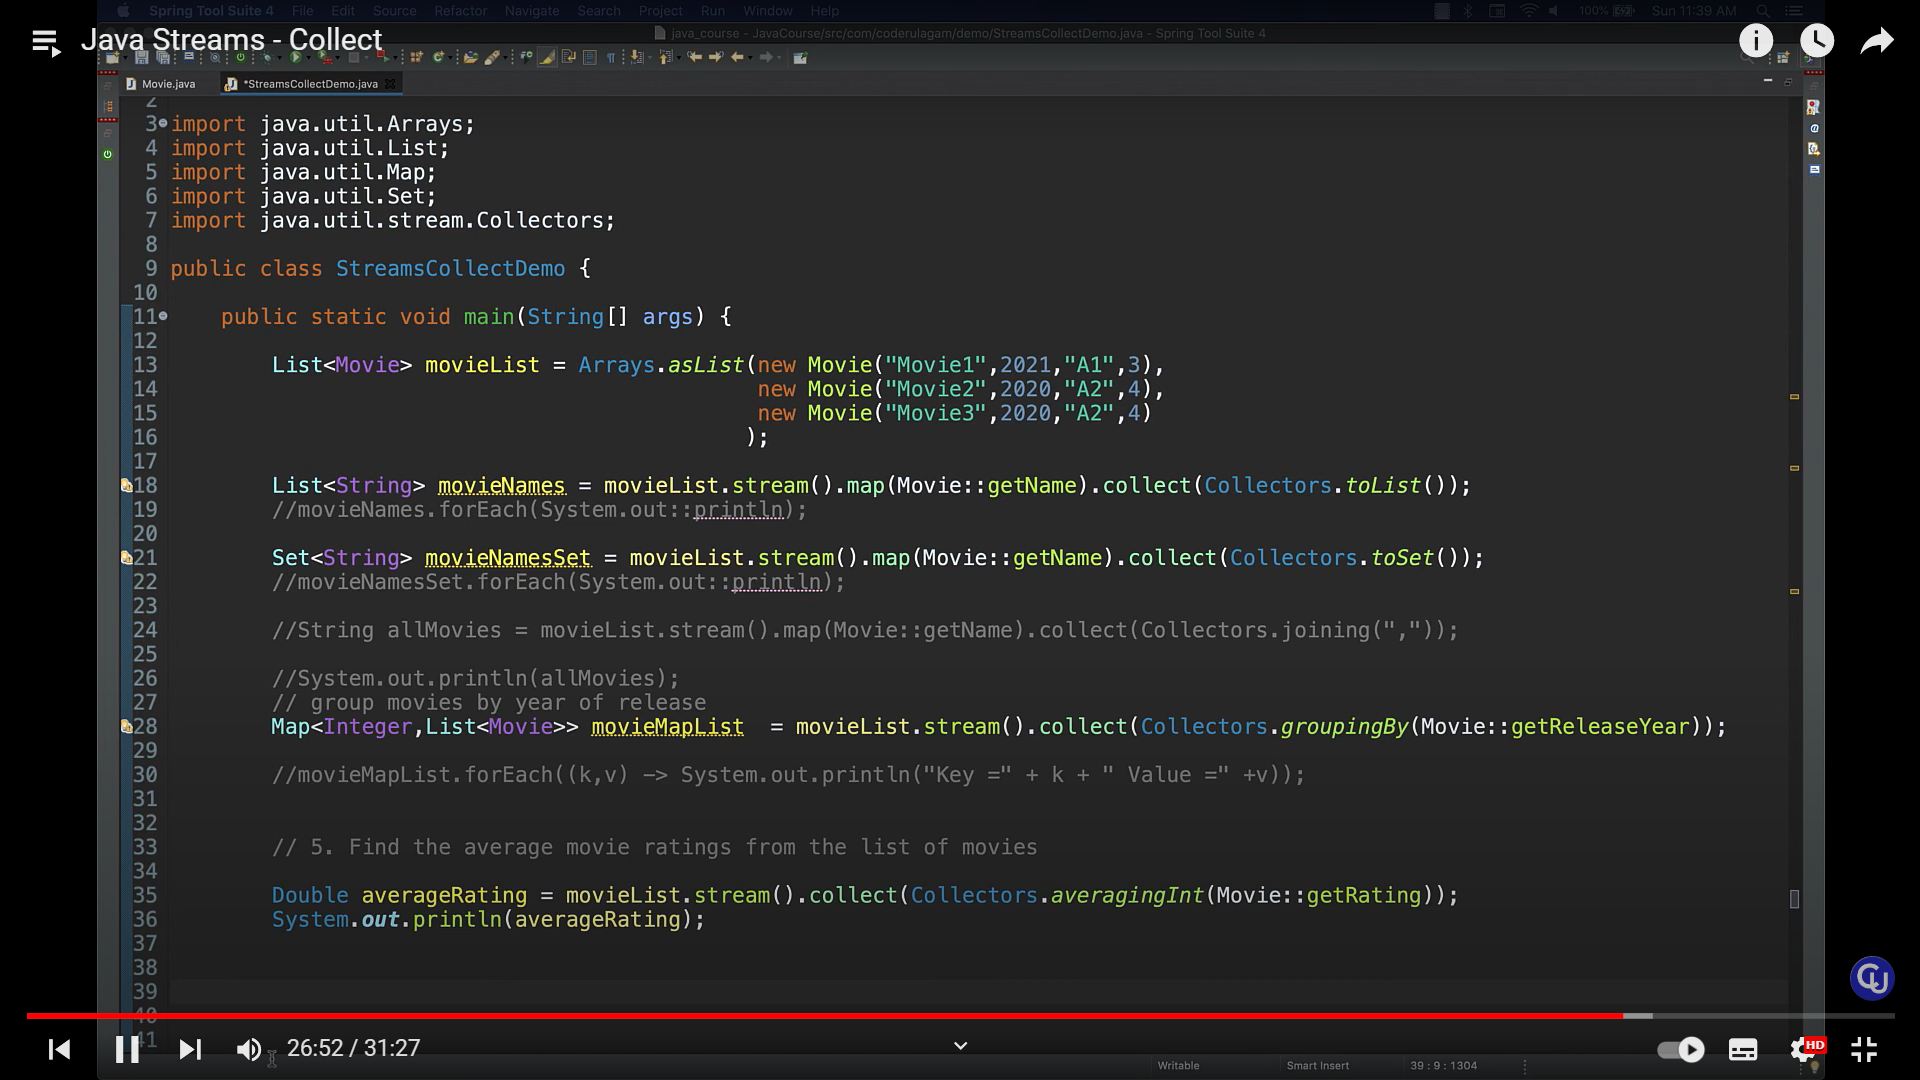 Spring Tool Suite 4 File Edit Source Refactor Navigate Search Project Run Window Help 100% Sun 11:39 AM
java_course - JavaCourse/src/com/coderulagam/demo/StreamsCollectDemo.java - Spring Tool Suite 4
Java Streams - Collect
Movie.java *StreamsCollectDemo.java
2
3 import java.util.Arrays;
4 import java.util.List;
5 import java.util.Map;
6 import java.util.Set;
7 import java.util.stream.Collectors;
8
9 public class StreamsCollectDemo {
10
11 public static void main(String[] args) {
12
13 List<Movie> movieList = Arrays.asList(new Movie("Movie1",2021,"A1",3),
14 new Movie("Movie2",2020,"A2",4),
15 new Movie("Movie3",2020,"A2",4)
16 );
17
18 List<String> movieNames = movieList.stream().map(Movie::getName).collect(Collectors.toList());
19 //movieNames.forEach(System.out::println);
20
21 Set<String> movieNamesSet = movieList.stream().map(Movie::getName).collect(Collectors.toSet());
22 //movieNamesSet.forEach(System.out::println);
23
24 //String allMovies = movieList.stream().map(Movie::getName).collect(Collectors.joining(","));
25
26 //System.out.println(allMovies);
27 // group movies by year of release
28 Map<Integer,List<Movie>> movieMapList = movieList.stream().collect(Collectors.groupingBy(Movie::getReleaseYear));
29
30 //movieMapList.forEach((k,v) -> System.out.println("Key =" + k + " Value =" +v));
31
32
33 // 5. Find the average movie ratings from the list of movies
34
35 Double averageRating = movieList.stream().collect(Collectors.averagingInt(Movie::getRating));
36 System.out.println(averageRating);
37
38
39
40
41
26:52 / 31:27
HD
Writable Smart Insert 39 : 9 : 1304